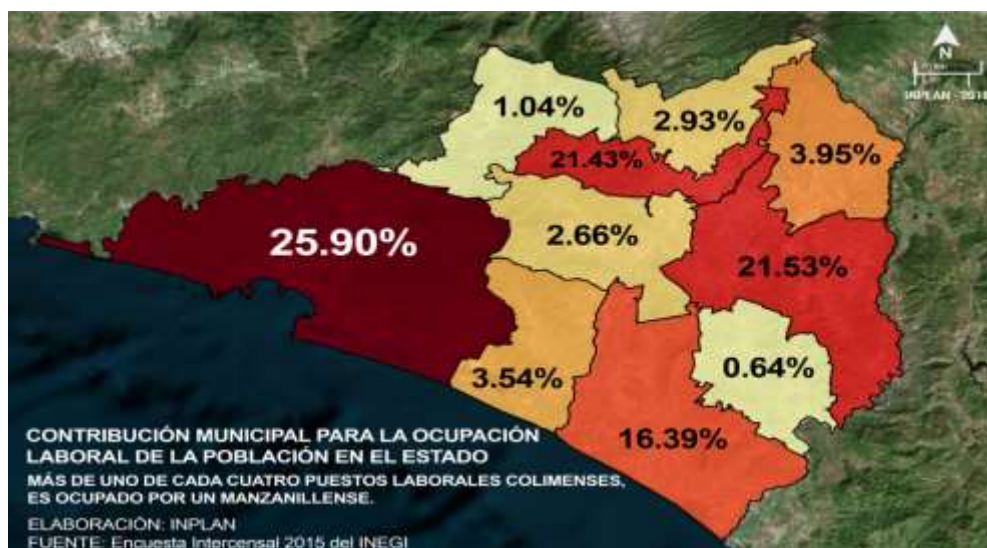 N
INPLAN - 2018
1.04%
2.93%
21.43%
3.95%
25.90%
2.66%
21.53%
3.54%
0.64%
16.39%
CONTRIBUCIÓN MUNICIPAL PARA LA OCUPACIÓN
LABORAL DE LA POBLACIÓN EN EL ESTADO
MÁS DE UNO DE CADA CUATRO PUESTOS LABORALES COLIMENSES,
ES OCUPADO POR UN MANZANILLENSE.
ELABORACIÓN: INPLAN
FUENTE: Encuesta Intercensal 2015 del INEGI